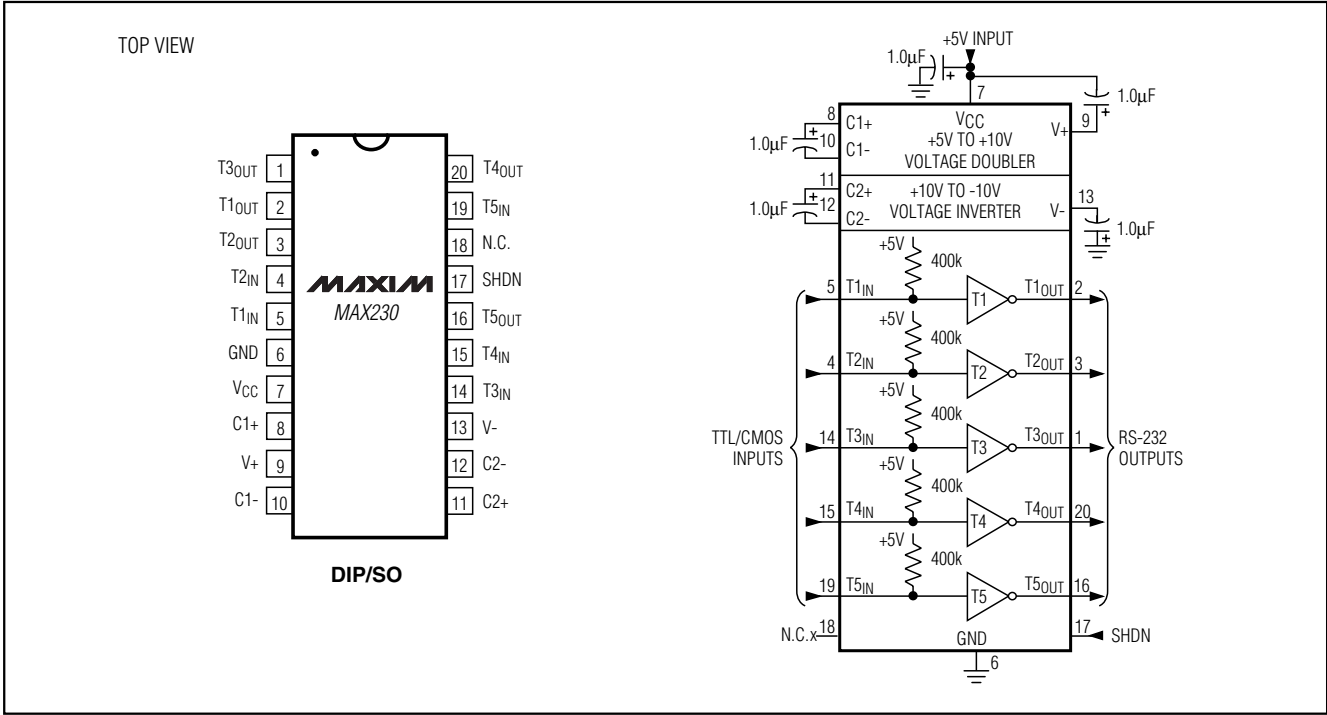 TOP VIEW
T3OUT 1
T1OUT 2
T2OUT 3
T2IN 4
T1IN 5
GND 6
VCC 7
C1+ 8
V+ 9
C1- 10
20 T4OUT
19 T5IN
18 N.C.
17 SHDN
16 T5OUT
15 T4IN
14 T3IN
13 V-
12 C2-
11 C2+
MAXIM
MAX230
DIP/SO
+5V INPUT
1.0µF
+
7
1.0µF
+
8 C1+
1.0µF +
10 C1-
VCC
+5V TO +10V
VOLTAGE DOUBLER
V+ 9
11 C2+
1.0µF +
12 C2-
+10V TO -10V
VOLTAGE INVERTER
V- 13
1.0µF
+
+5V
400k
5 T1IN T1 T1OUT 2
+5V
400k
4 T2IN T2 T2OUT 3
+5V
400k
14 T3IN T3 T3OUT 1
TTL/CMOS
INPUTS
RS-232
OUTPUTS
+5V
400k
15 T4IN T4 T4OUT 20
+5V
400k
19 T5IN T5 T5OUT 16
N.C.x 18
GND
6
17 SHDN